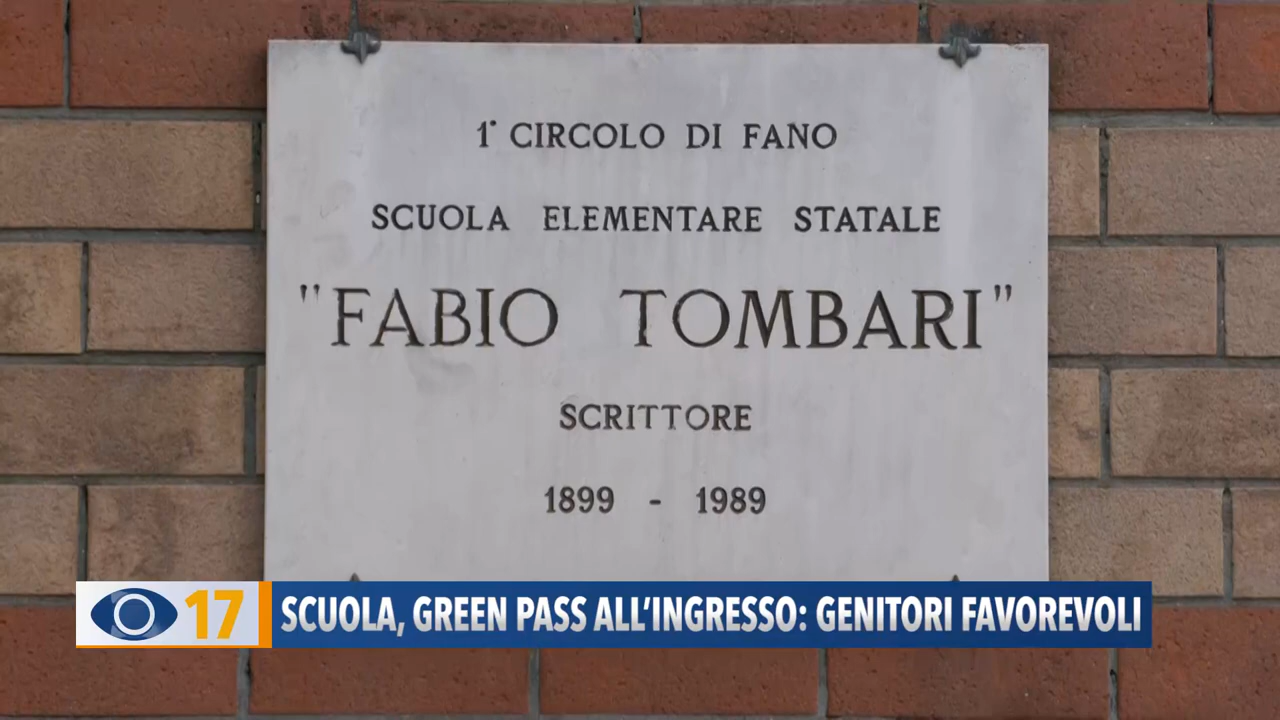 1° CIRCOLO DI FANO
SCUOLA ELEMENTARE STATALE
"FABIO TOMBARI"
SCRITTORE
1899 - 1989
17 SCUOLA, GREEN PASS ALL'INGRESSO: GENITORI FAVOREVOLI